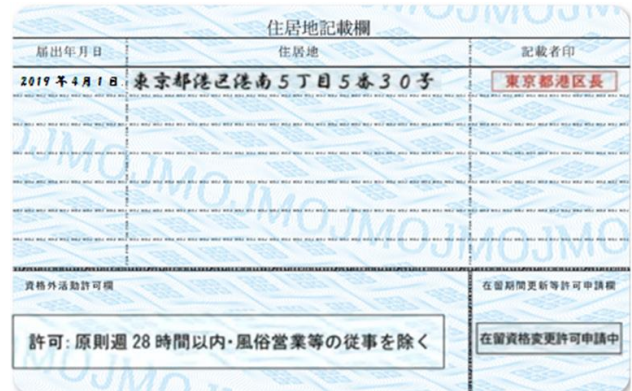 住居地記載欄
届出年月日 住居地 記載者印
2019年4月1日 東京都港区港南5丁目5番30号 東京都港区長
資格外活動許可欄 在留期間更新等許可申請欄
許可: 原則週28時間以内・風俗営業等の従事を除く 在留資格変更許可申請中
MOJMOJMOJMOJMO